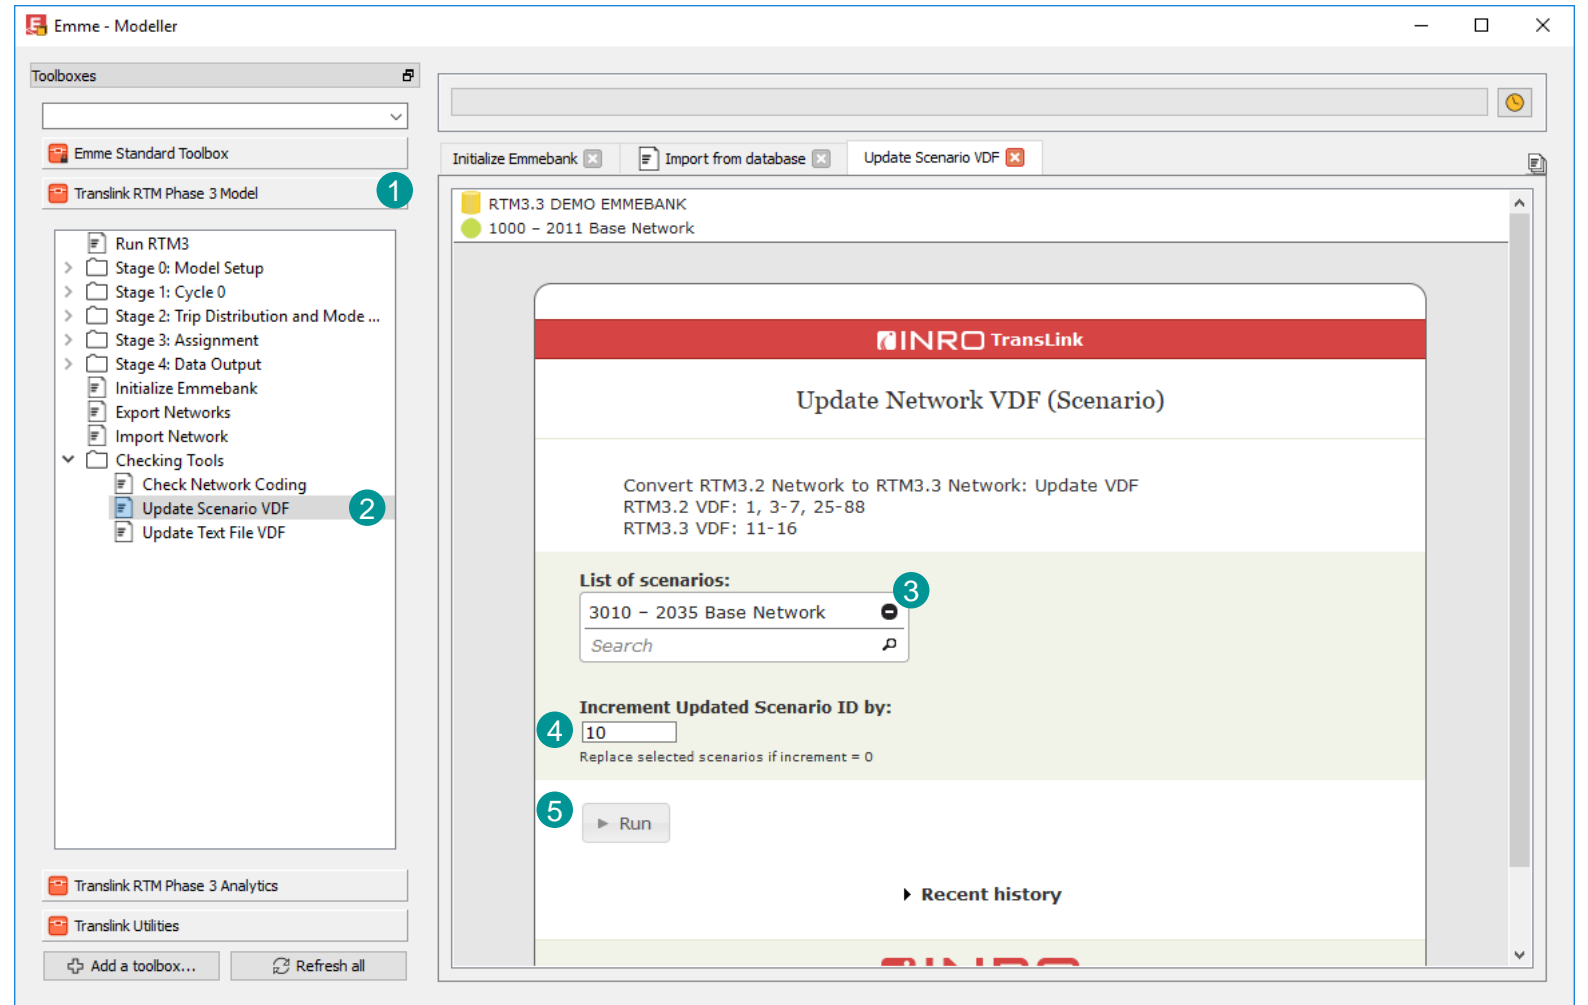 Emme - Modeller
Toolboxes
Emme Standard Toolbox
Translink RTM Phase 3 Model
1
Run RTM3
Stage 0: Model Setup
Stage 1: Cycle 0
Stage 2: Trip Distribution and Mode ...
Stage 3: Assignment
Stage 4: Data Output
Initialize Emmebank
Export Networks
Import Network
Checking Tools
Check Network Coding
Update Scenario VDF
2
Update Text File VDF
Translink RTM Phase 3 Analytics
Translink Utilities
Add a toolbox...
Refresh all
Initialize Emmebank
Import from database
Update Scenario VDF
RTM3.3 DEMO EMMEBANK
1000 – 2011 Base Network
INRO TransLink
Update Network VDF (Scenario)
Convert RTM3.2 Network to RTM3.3 Network: Update VDF
RTM3.2 VDF: 1, 3-7, 25-88
RTM3.3 VDF: 11-16
List of scenarios:
3
3010 – 2035 Base Network
Search
Increment Updated Scenario ID by:
4
10
Replace selected scenarios if increment = 0
5
Run
Recent history
INRO